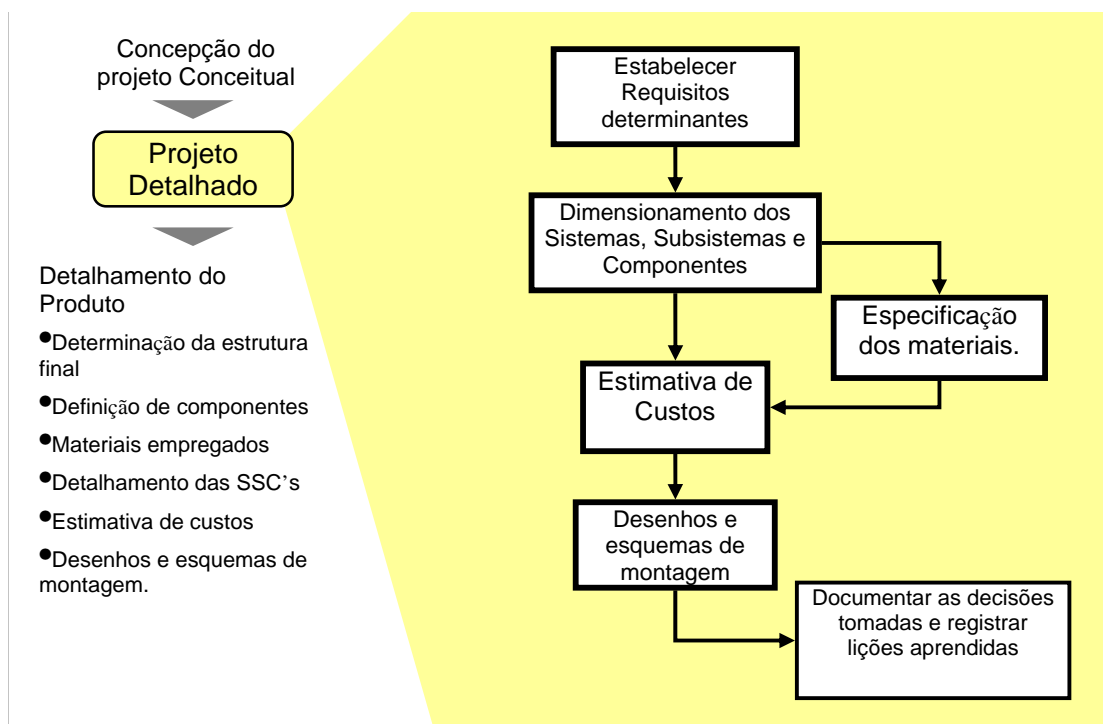 Concepção do
projeto Conceitual
Projeto
Detalhado
Detalhamento do
Produto
●Determinação da estrutura
final
●Definição de componentes
●Materiais empregados
●Detalhamento das SSC's
●Estimativa de custos
●Desenhos e esquemas de
montagem.
Estabelecer
Requisitos
determinantes
Dimensionamento dos
Sistemas, Subsistemas e
Componentes
Especificação
dos materiais.
Estimativa de
Custos
Desenhos e
esquemas de
montagem
Documentar as decisões
tomadas e registrar
lições aprendidas